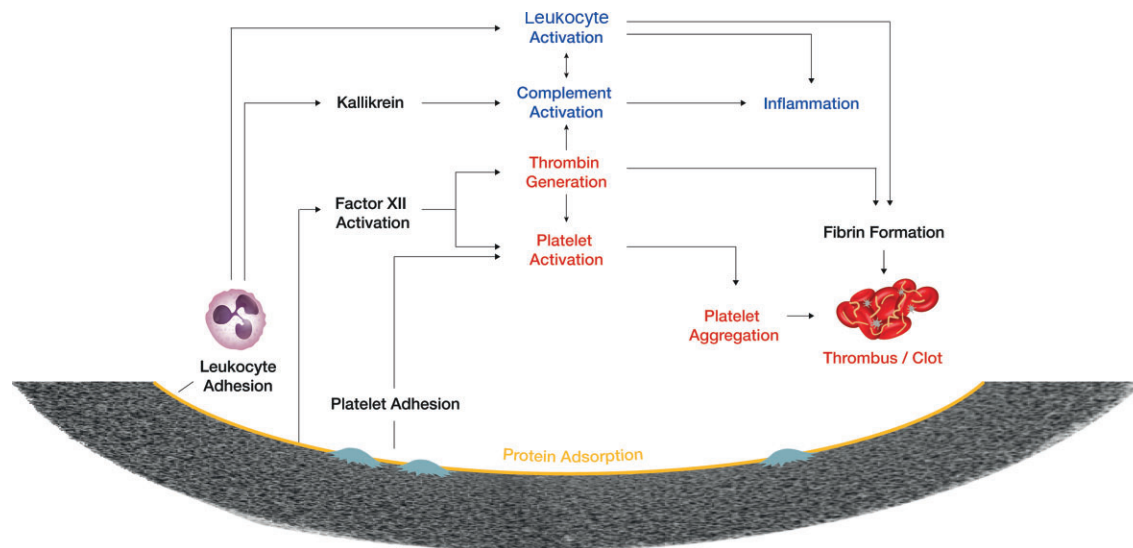 Leukocyte
Activation
Kallikrein
Complement
Activation
Inflammation
Thrombin
Generation
Factor XII
Activation
Platelet
Activation
Fibrin Formation
Platelet
Aggregation
Thrombus / Clot
Leukocyte
Adhesion
Platelet Adhesion
Protein Adsorption